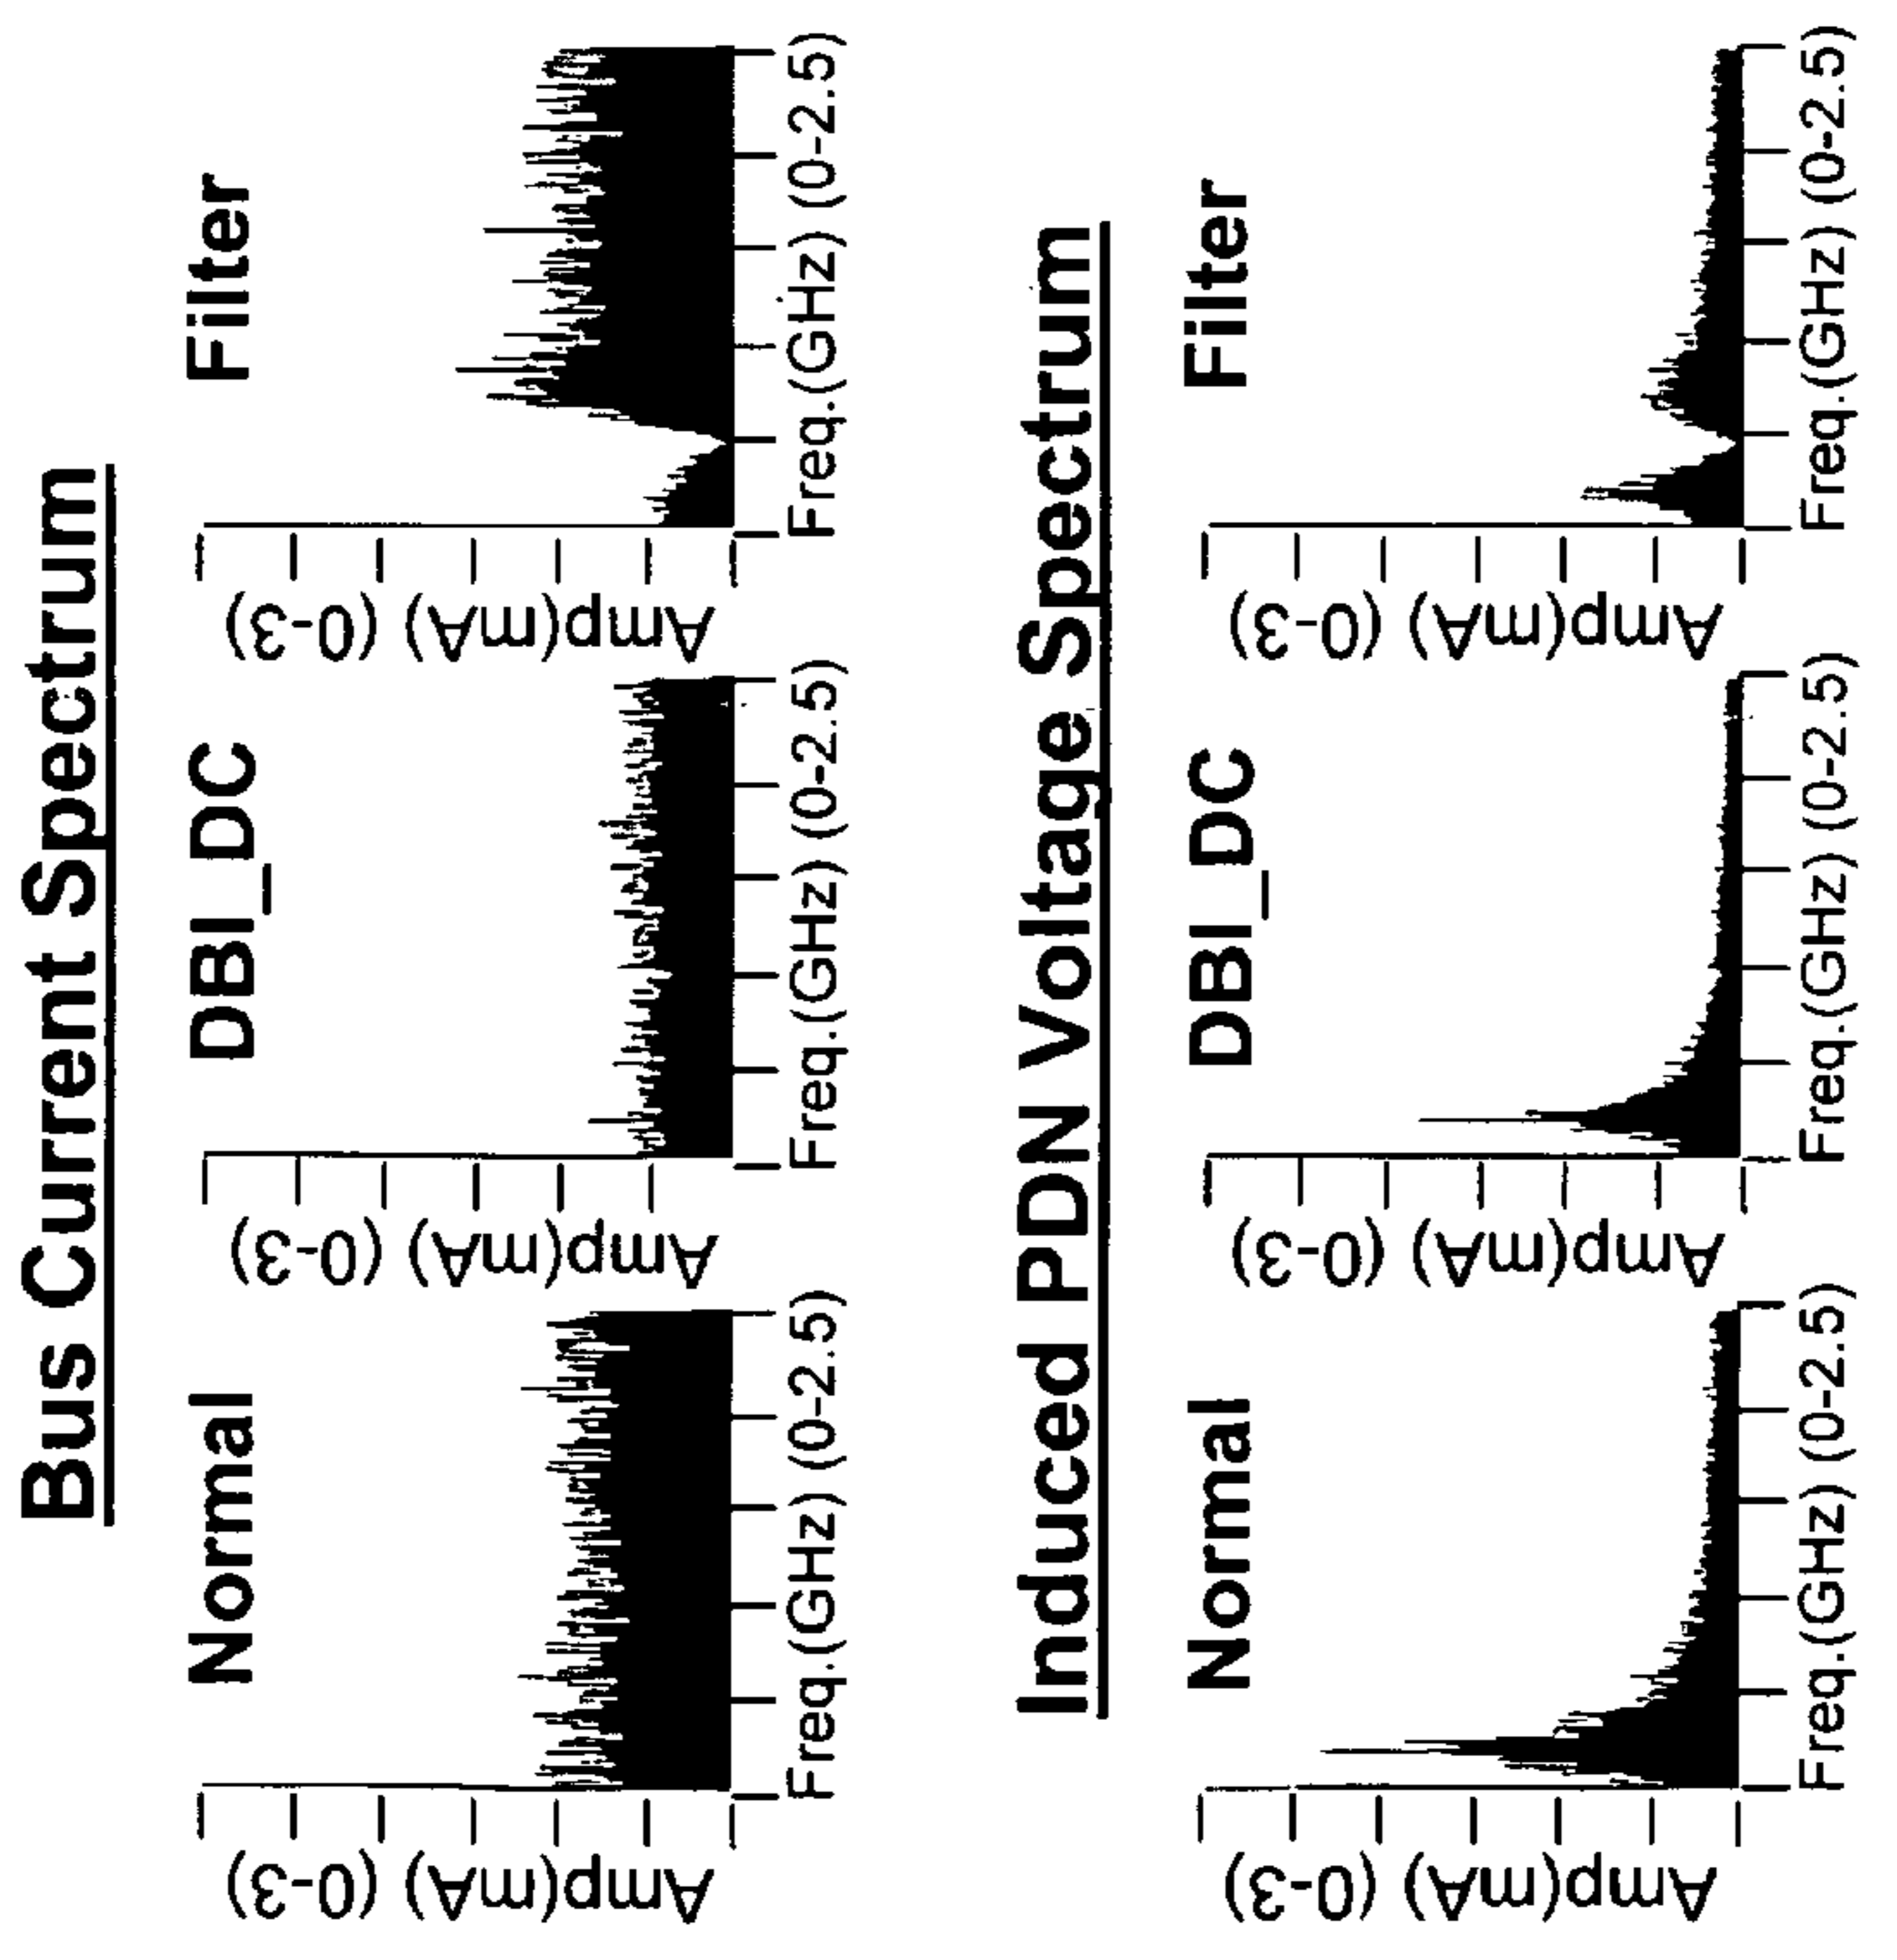 Bus Current Spectrum
Normal
DBI_DC
Filter
Amp(mA) (0-3)
Freq.(GHz) (0-2.5)
Amp(mA) (0-3)
Freq.(GHz) (0-2.5)
Amp(mA) (0-3)
Freq.(GHz) (0-2.5)
Induced PDN Voltage Spectrum
Normal
DBI_DC
Filter
Amp(mA) (0-3)
Freq.(GHz) (0-2.5)
Amp(mA) (0-3)
Freq.(GHz) (0-2.5)
Amp(mA) (0-3)
Freq.(GHz) (0-2.5)